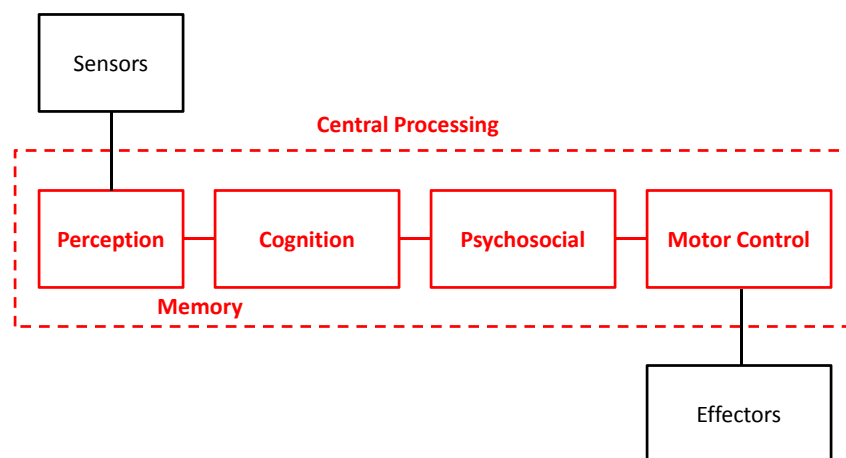 Sensors
Central Processing
Perception
Cognition
Psychosocial
Motor Control
Memory
Effectors